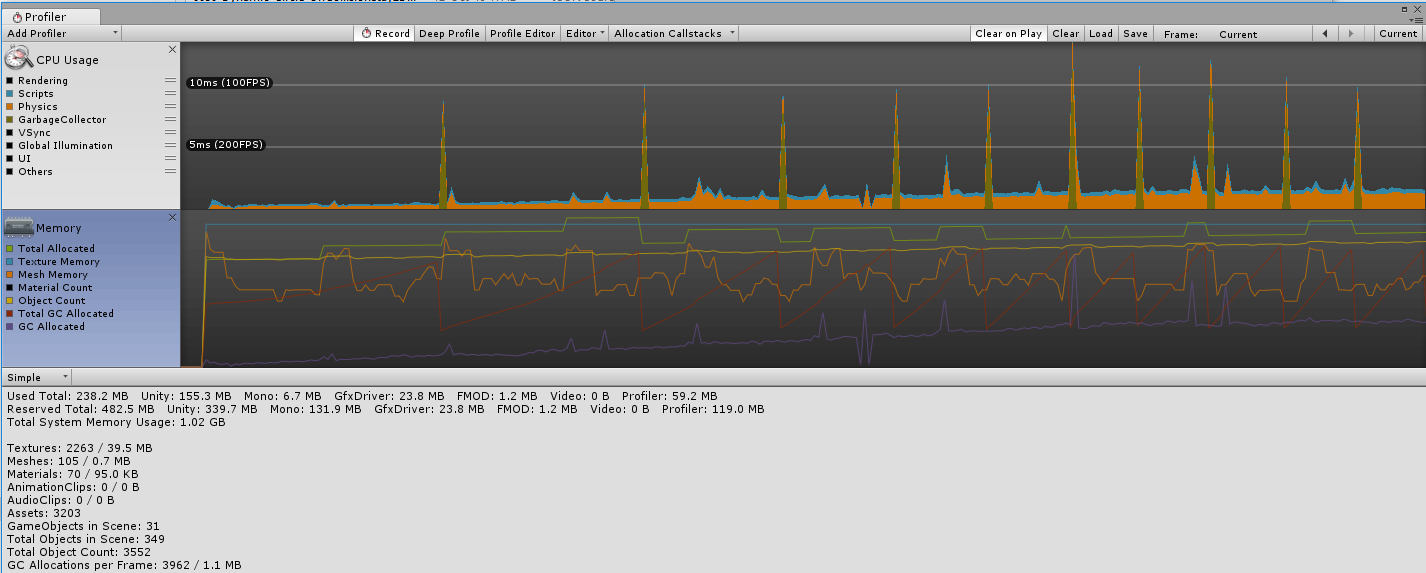 Profiler
Add Profiler
Record Deep Profile Profile Editor Editor Allocation Callstacks Clear on Play Clear Load Save Frame: Current Current
CPU Usage
Rendering
Scripts
Physics
GarbageCollector
VSync
Global Illumination
UI
Others
10ms (100FPS)
5ms (200FPS)
Memory
Total Allocated
Texture Memory
Mesh Memory
Material Count
Object Count
Total GC Allocated
GC Allocated
Simple
Used Total: 238.2 MB Unity: 155.3 MB Mono: 6.7 MB GfxDriver: 23.8 MB FMOD: 1.2 MB Video: 0 B Profiler: 59.2 MB
Reserved Total: 482.5 MB Unity: 339.7 MB Mono: 131.9 MB GfxDriver: 23.8 MB FMOD: 1.2 MB Video: 0 B Profiler: 119.0 MB
Total System Memory Usage: 1.02 GB
Textures: 2263 / 39.5 MB
Meshes: 105 / 0.7 MB
Materials: 70 / 95.0 KB
AnimationClips: 0 / 0 B
AudioClips: 0 / 0 B
Assets: 3203
GameObjects in Scene: 31
Total Objects in Scene: 349
Total Object Count: 3552
GC Allocations per Frame: 3962 / 1.1 MB